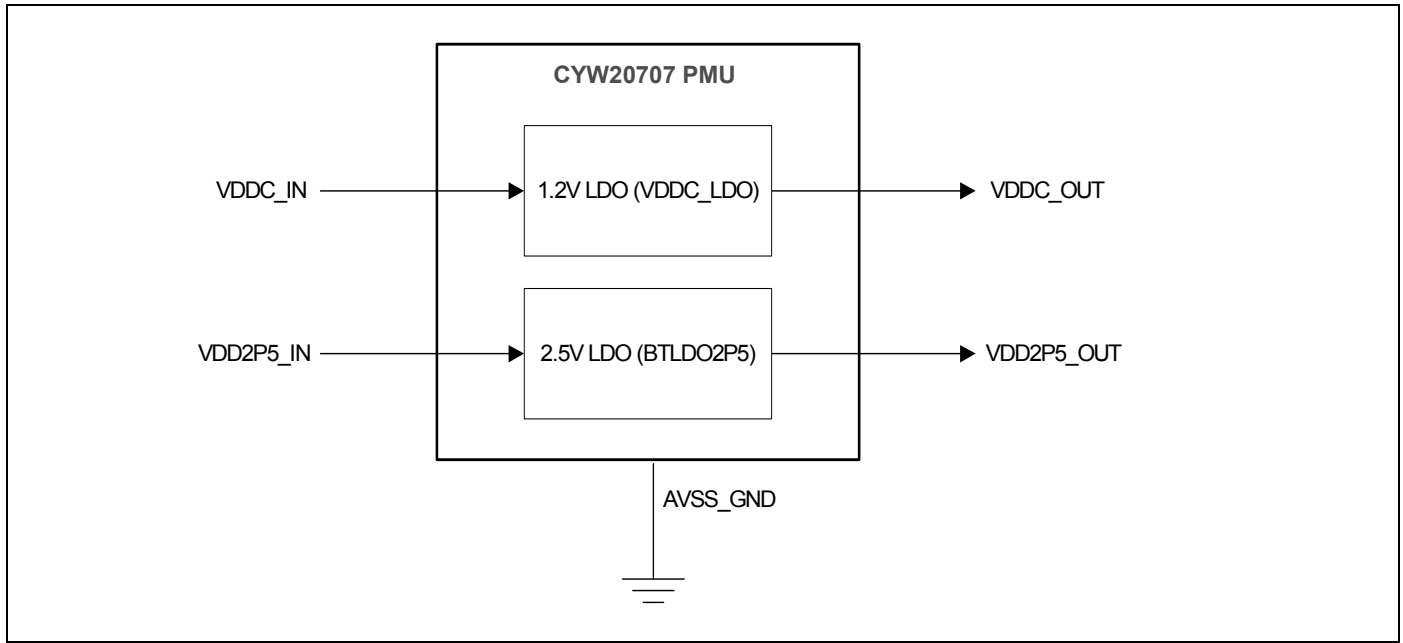 CYW20707 PMU
VDDC_IN
1.2V LDO (VDDC_LDO)
VDDC_OUT
VDD2P5_IN
2.5V LDO (BTLDO2P5)
VDD2P5_OUT
AVSS_GND